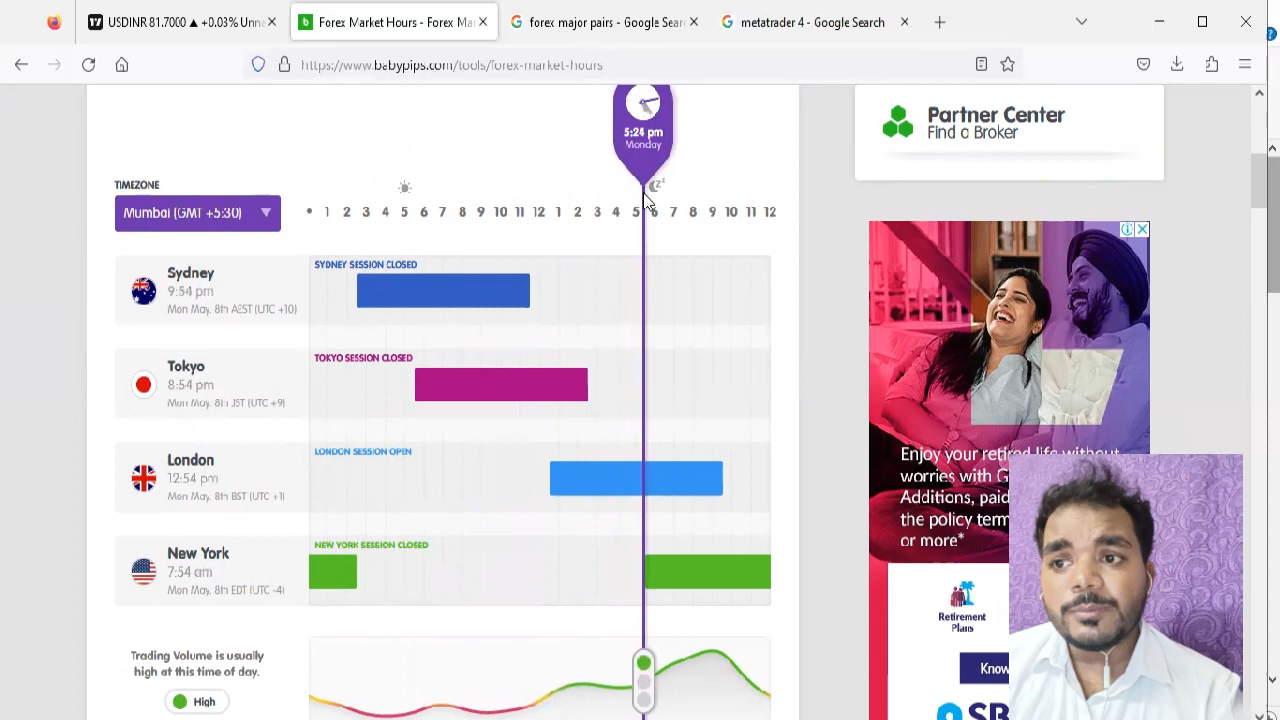 USDINR 81.7000 ▲ +0.03% Unna
Forex Market Hours - Forex Ma
forex major pairs - Google Sear
metatrader 4 - Google Search
https://www.babypips.com/tools/forex-market-hours
Partner Center
Find a Broker
5:24 pm
Monday
TIMEZONE
Mumbai (GMT +5:30)
1 2 3 4 5 6 7 8 9 10 11 12 1 2 3 4 5 6 7 8 9 10 11 12
Sydney
9:54 pm
Mon May. 8th AEST (UTC +10)
SYDNEY SESSION CLOSED
Tokyo
8:54 pm
Mon May. 8th JST (UTC +9)
TOKYO SESSION CLOSED
London
12:54 pm
Mon May. 8th BST (UTC +1)
LONDON SESSION OPEN
New York
7:54 am
Mon May. 8th EDT (UTC -4)
NEW YORK SESSION CLOSED
Trading Volume is usually
high at this time of day.
High
Enjoy your retired life without
worries with G
Additions, paid
the policy term
or more*
Retirement
Plans
Know
SB